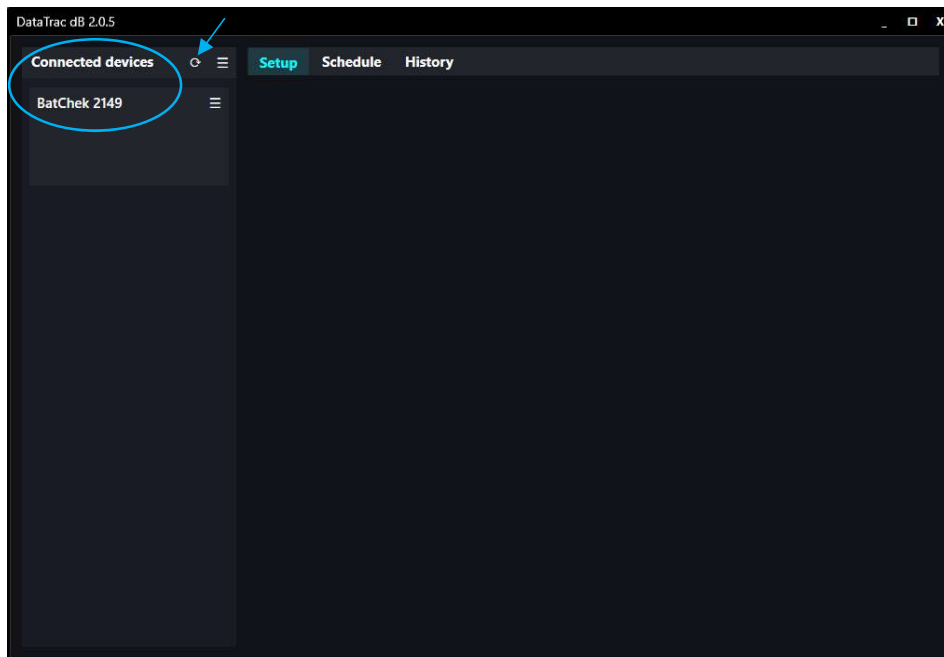 DataTrac dB 2.0.5
Connected devices
Setup Schedule History
BatChek 2149